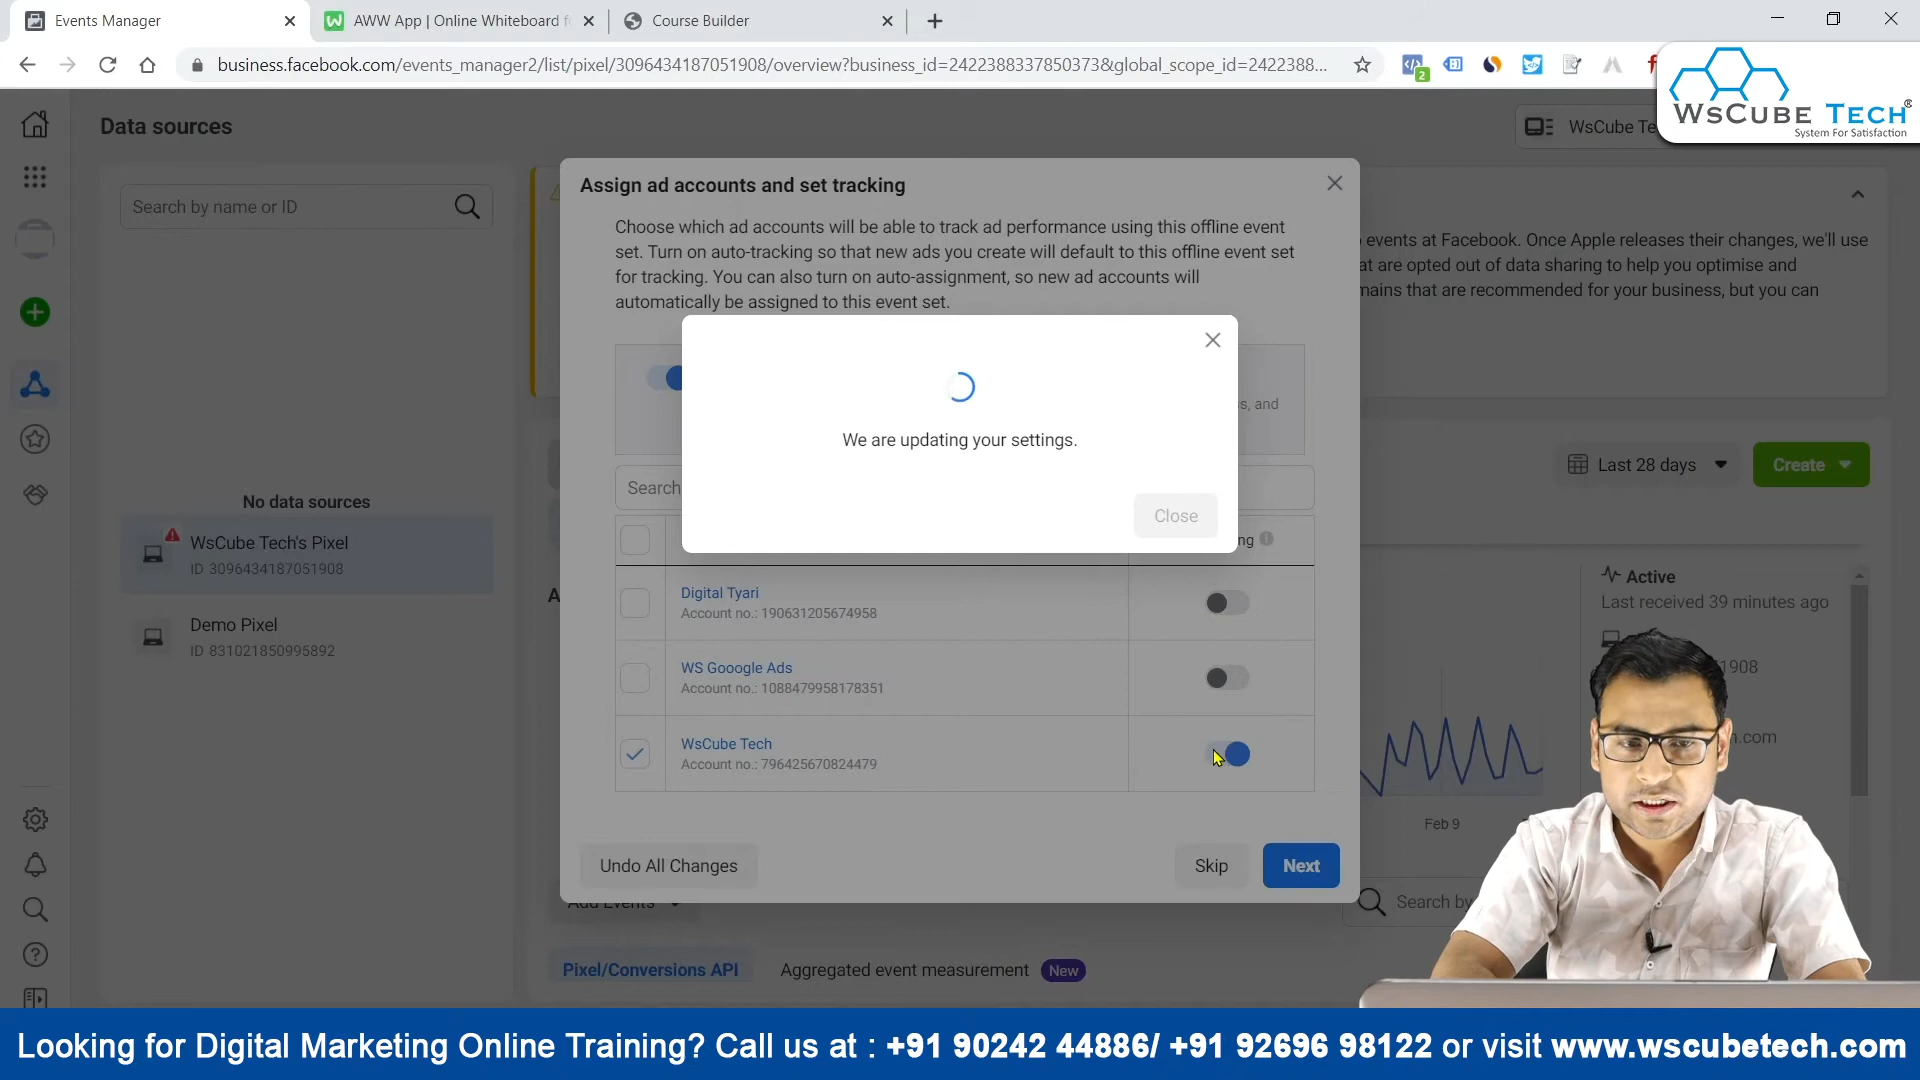 Events Manager
AWW App | Online Whiteboard f
Course Builder
business.facebook.com/events_manager2/list/pixel/3096434187051908/overview?business_id=242238833785037 3&global_scope_id=2422388...
2
WsCube Tech®
System For Satisfaction
Data sources
WsCube Te
Search by name or ID
Assign ad accounts and set tracking
Choose which ad accounts will be able to track ad performance using this offline event
set. Turn on auto-tracking so that new ads you create will default to this offline event set
for tracking. You can also turn on auto-assignment, so new ad accounts will
automatically be assigned to this event set.
events at Facebook. Once Apple releases their changes, we'll use
at are opted out of data sharing to help you optimise and
mains that are recommended for your business, but you can
s, and
We are updating your settings.
Close
Search
ng
Last 28 days
Create
No data sources
WsCube Tech's Pixel
ID 3096434187051908
Demo Pixel
ID 831021850995892
Digital Tyari
Account no.: 190631205674958
WS Gooogle Ads
Account no.: 1088479958178351
WsCube Tech
Account no.: 796425670824479
Active
Last received 39 minutes ago
1908
.com
Feb 9
Undo All Changes
Skip
Next
Add Events
Search by
Pixel/Conversions API
Aggregated event measurement
New
Looking for Digital Marketing Online Training? Call us at : +91 90242 44886/ +91 92696 98122 or visit www.wscubetech.com